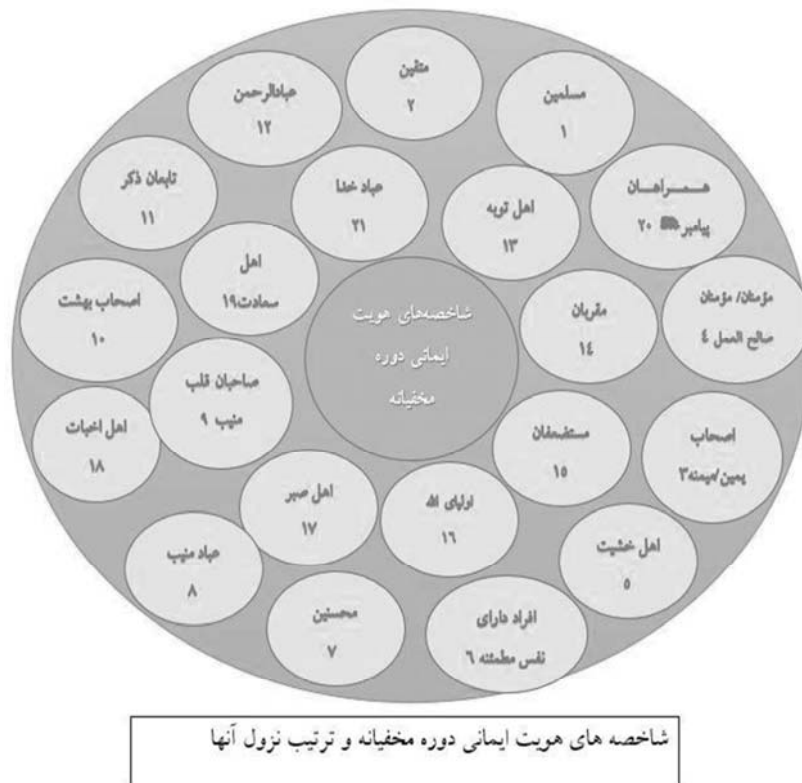 متقین
۲
مسلمین
۱
عبادالرحمن
۱۲
همراهان
پیامبر ۲۰
اهل توبه
۱۳
عباد خدا
۲۱
تابعان ذکر
۱۱
مؤمنان/ مؤمنان
صالح العمل ٤
مقربان
١٤
شاخصه‌های هویت
ایمانی دوره
مخفیانه
اهل
سعادت۱۹
اصحاب بهشت
۱۰
اصحاب
یمین/میمنه۳
مستضعفان
۱۵
صاحبان قلب
منیب ۹
اهل اخبات
۱۸
اهل خشیت
۵
اولیای الله
۱٦
اهل صبر
۱۷
عباد منیب
۸
افراد دارای
نفس مطمئنه ٦
محسنین
۷
شاخصه های هویت ایمانی دوره مخفیانه و ترتیب نزول آنها